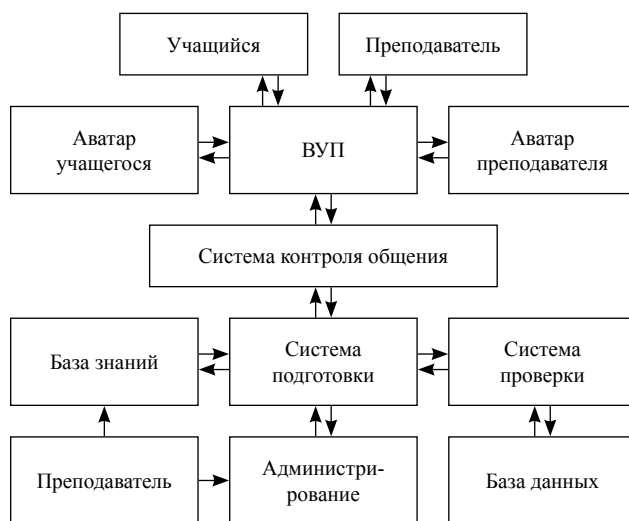 Учащийся
Преподаватель
Аватар
учащегося
ВУП
Аватар
преподавателя
Система контроля общения
База знаний
Система
подготовки
Система
проверки
Преподаватель
Администри-
рование
База данных